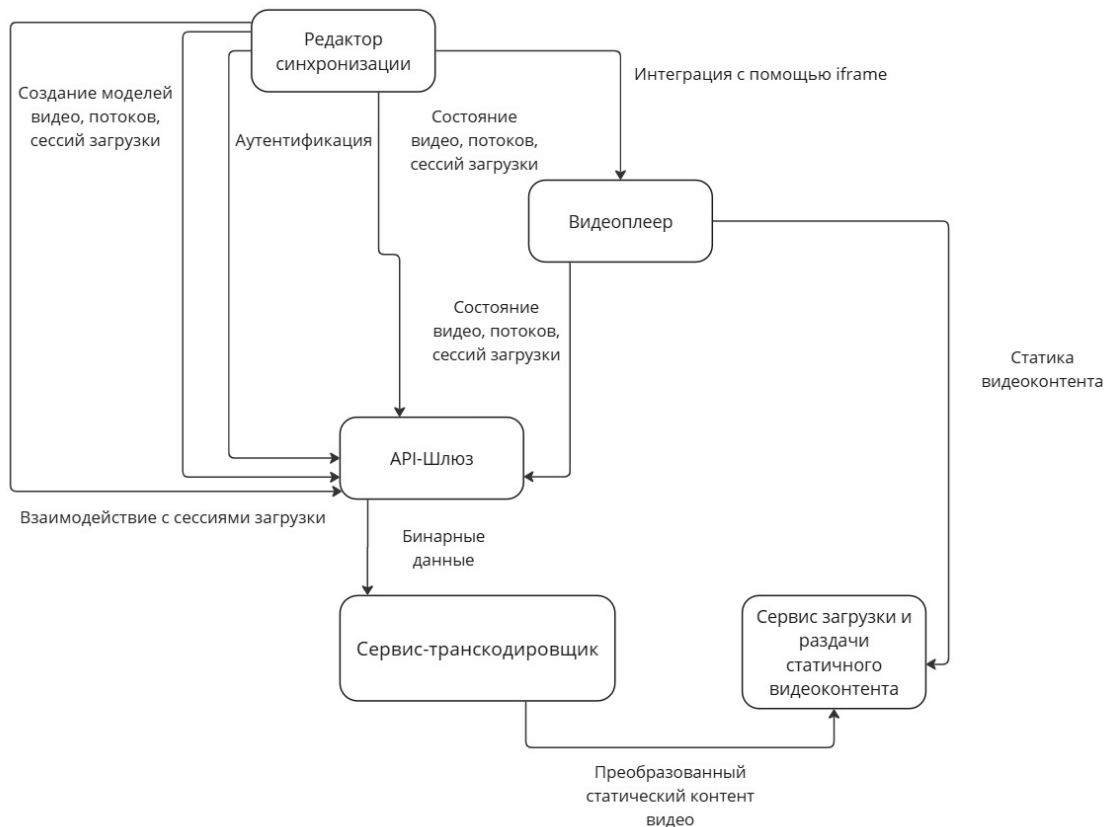 Редактор
синхронизации
Интеграция с помощью iframe
Создание моделей
видео, потоков,
сессий загрузки
Аутентификация
Состояние
видео, потоков,
сессий загрузки
Видеоплеер
Состояние
видео, потоков,
сессий загрузки
Статика
видеоконтента
API-Шлюз
Взаимодействие с сессиями загрузки
Бинарные
данные
Сервис-транскодировщик
Сервис загрузки и
раздачи
статичного
видеоконтента
Преобразованный
статический контент
видео